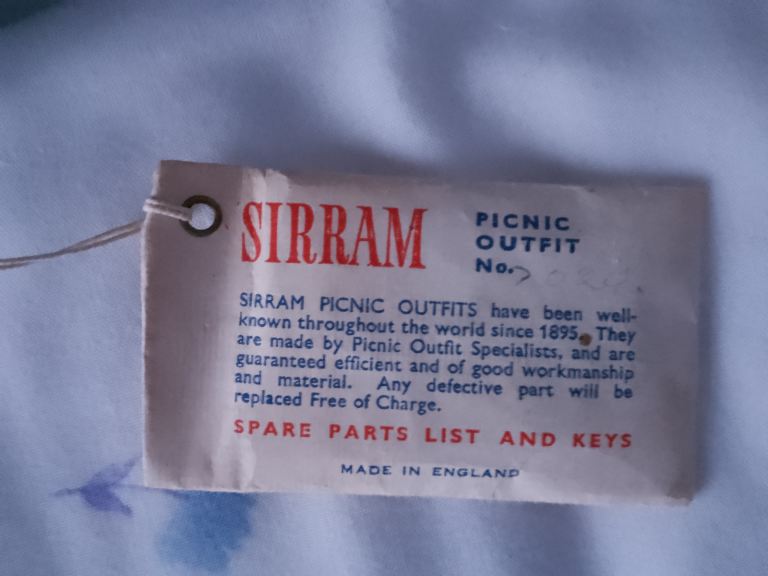 SIRRAM
PICNIC
OUTFIT
No.
SIRRAM PICNIC OUTFITS have been well-
known throughout the world since 1895. They
are made by Picnic Outfit Specialists, and are
guaranteed efficient and of good workmanship
and material. Any defective part will be
replaced Free of Charge.
SPARE PARTS LIST AND KEYS
MADE IN ENGLAND